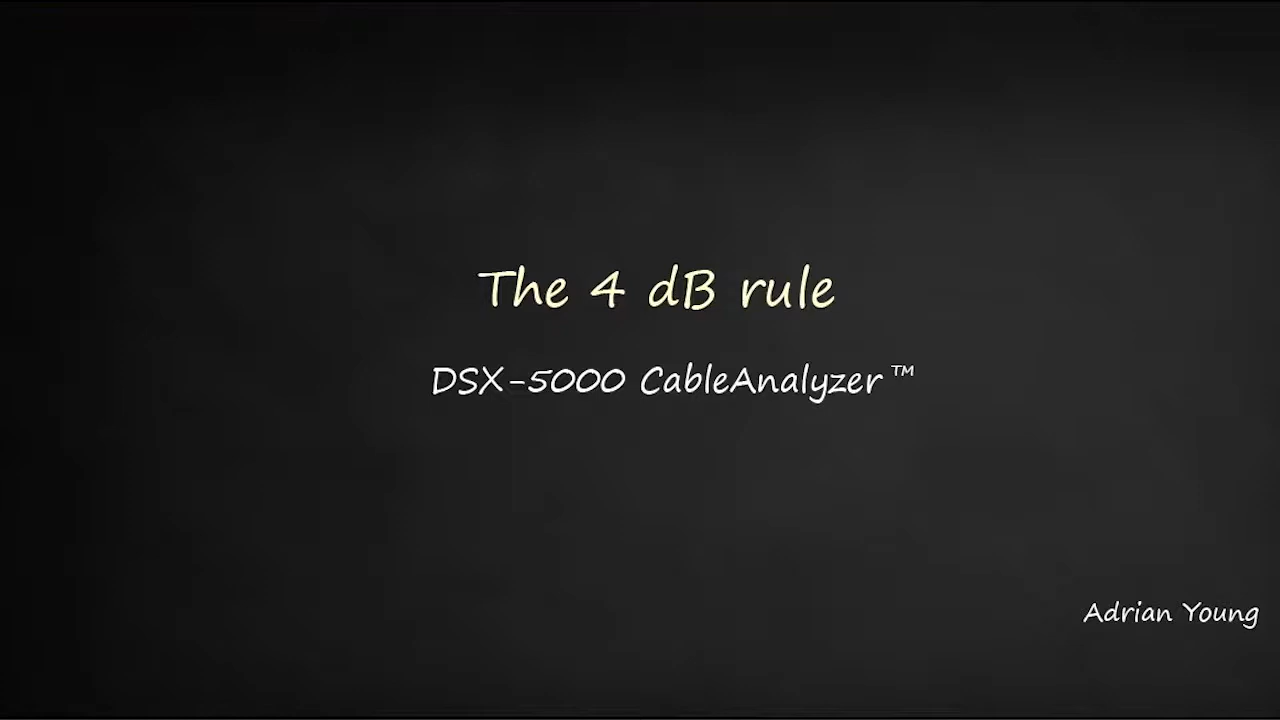 The 4 dB rule
DSX-5000 CableAnalyzer™
Adrian Young